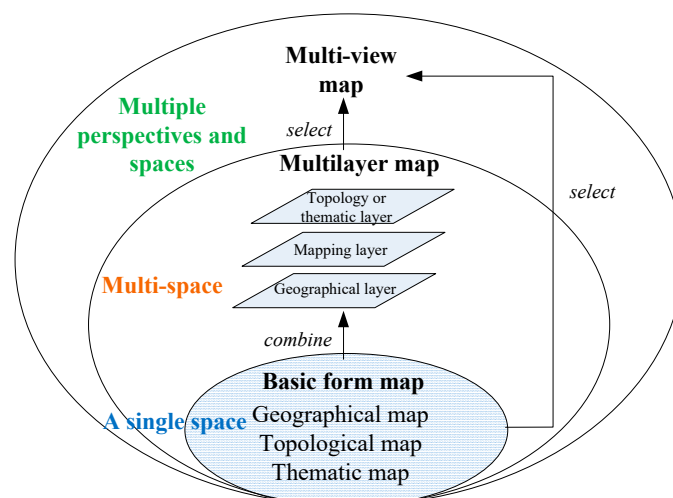 Multi-view
map
Multiple
perspectives and
spaces
select
select
Multilayer map
Topology or
thematic layer
Mapping layer
Multi-space
Geographical layer
combine
Basic form map
A single space
Geographical map
Topological map
Thematic map